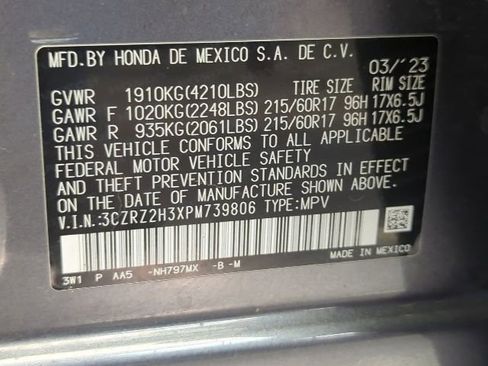 MFD.BY HONDA DE MEXICO S.A. DE C.V.
03/'23
TIRE SIZE RIM SIZE
GVWR 1910KG(4210LBS)
GAWR F 1020KG(2248LBS) 215/60R17 96H 17X6.5J
GAWR R 935KG(2061LBS) 215/60R17 96H 17X6.5J
THIS VEHICLE CONFORMS TO ALL APPLICABLE
FEDERAL MOTOR VEHICLE SAFETY
AND THEFT PREVENTION STANDARDS IN EFFECT
ON THE DATE OF MANUFACTURE SHOWN ABOVE.
V.I.N.:3CZRZ2H3XPM739806 TYPE:MPV
3W1 P AA5 -NH797MX -B -M
MADE IN MEXICO